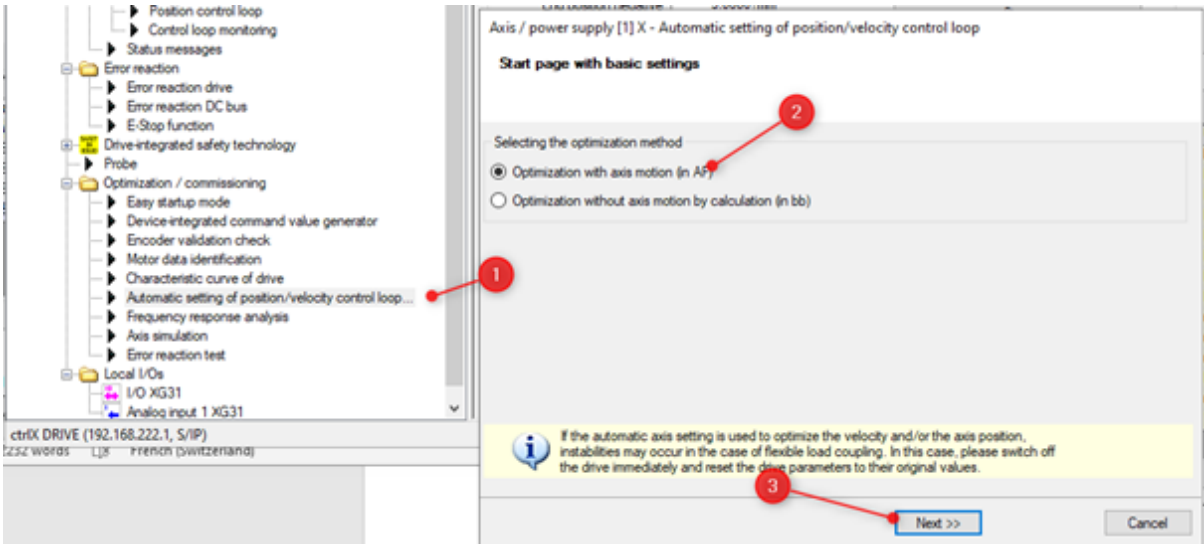 Position control loop
Control loop monitoring
Status messages
Error reaction
Error reaction drive
Error reaction DC bus
E-Stop function
Drive-integrated safety technology
Probe
Optimization / commissioning
Easy startup mode
Device-integrated command value generator
Encoder validation check
Motor data identification
Characteristic curve of drive
Automatic setting of position/velocity control loop...
Frequency response analysis
Axis simulation
Error reaction test
Local I/Os
I/O XG31
Analog input 1 XG31
ctrlX DRIVE (192.168.222.1, S/IP)
2232 words French (Switzerland)
1
Axis / power supply [1] X - Automatic setting of position/velocity control loop
Start page with basic settings
2
Selecting the optimization method
Optimization with axis motion (in AF)
Optimization without axis motion by calculation (in bb)
If the automatic axis setting is used to optimize the velocity and/or the axis position,
instabilities may occur in the case of flexible load coupling. In this case, please switch off
the drive immediately and reset the drive parameters to their original values.
3
Next >>
Cancel